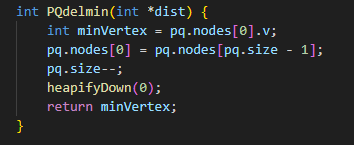 int PQdelmin(int *dist) {
    int minVertex = pq.nodes[0].v;
    pq.nodes[0] = pq.nodes[pq.size - 1];
    pq.size--;
    heapifyDown(0);
    return minVertex;
}